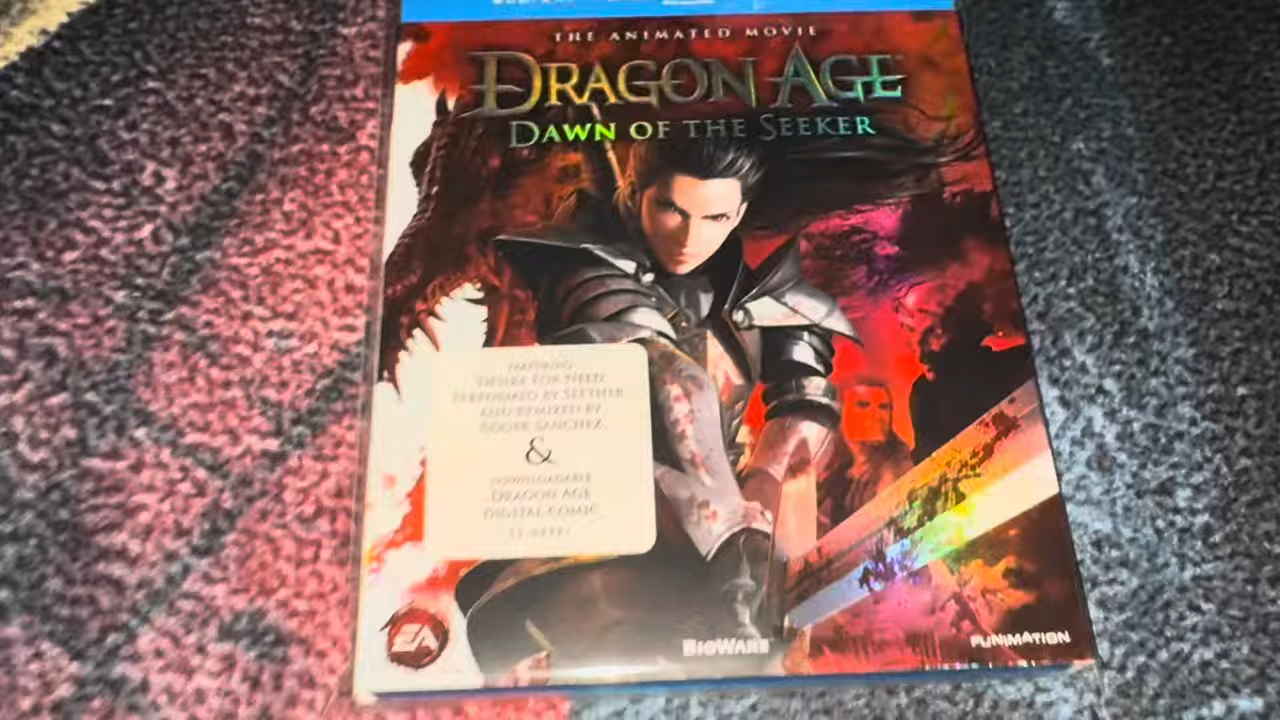 THE ANIMATED MOVIE
DRAGON AGE
DAWN OF THE SEEKER
FEATURING
DESIRE FOR NEED
PERFORMED BY SEETHER
AND REMIXED BY
ROGER SANCHEZ
&
DOWNLOADABLE
DRAGON AGE
DIGITAL COMIC
EA
BIOWARE
FUNIMATION